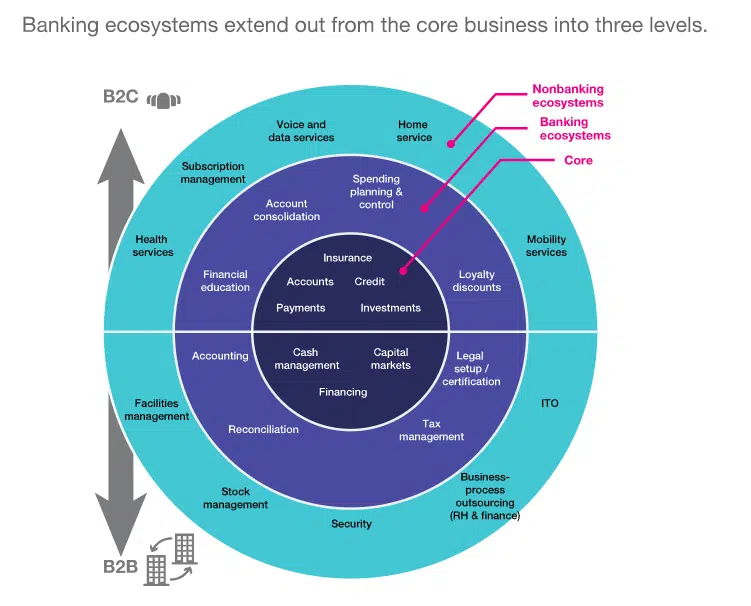 Banking ecosystems extend out from the core business into three levels.
B2C
Nonbanking
ecosystems
Banking
ecosystems
Core
Voice and
data services
Home
service
Subscription
management
Spending
planning &
control
Account
consolidation
Health
services
Mobility
services
Insurance
Financial
education
Accounts
Credit
Loyalty
discounts
Payments
Investments
Accounting
Cash
management
Capital
markets
Legal
setup /
certification
Financing
Facilities
management
ITO
Reconciliation
Tax
management
Stock
management
Business-
process
outsourcing
(RH & finance)
Security
B2B